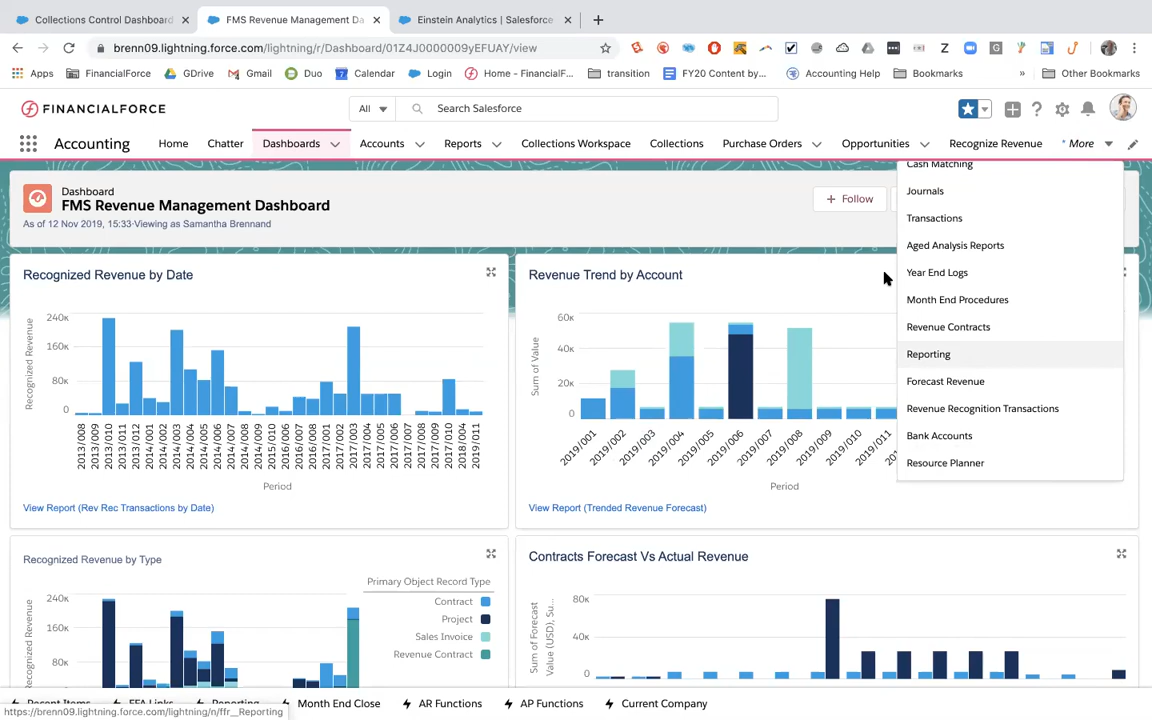 Collections Control Dashboard
FMS Revenue Management Da
Einstein Analytics | Salesforce
brenn09.lightning.force.com/lightning/r/Dashboard/01Z4J0000009yEFUAY/view
Apps
FinancialForce
GDrive
Gmail
Duo
Calendar
Login
Home - FinancialF...
transition
FY20 Content by...
Accounting Help
Bookmarks
»
Other Bookmarks
FINANCIALFORCE
All
Search Salesforce
Accounting
Home
Chatter
Dashboards
Accounts
Reports
Collections Workspace
Collections
Purchase Orders
Opportunities
Recognize Revenue
* More
Dashboard
FMS Revenue Management Dashboard
As of 12 Nov 2019, 15:33·Viewing as Samantha Brennand
+ Follow
Cash Matching
Journals
Transactions
Aged Analysis Reports
Year End Logs
Month End Procedures
Revenue Contracts
Reporting
Forecast Revenue
Revenue Recognition Transactions
Bank Accounts
Resource Planner
Recognized Revenue by Date
Recognized Revenue
240k
160k
80k
0
2013/008
2013/009
2013/010
2013/011
2013/012
2014/001
2014/002
2014/003
2014/004
2014/005
2014/006
2014/007
2014/008
2014/009
2015/010
2016/002
2016/006
2016/007
2016/008
2017/001
2017/002
2017/003
2017/004
2017/005
2017/006
2017/007
2017/008
2017/009
2017/010
2018/004
2019/011
Period
View Report (Rev Rec Transactions by Date)
Revenue Trend by Account
Sum of Value
60k
40k
20k
0
2019/001
2019/002
2019/003
2019/004
2019/005
2019/006
2019/007
2019/008
2019/009
2019/010
2019/011
Period
View Report (Trended Revenue Forecast)
Recognized Revenue by Type
Recognized Revenue
240k
160k
80k
Primary Object Record Type
Contract
Project
Sales Invoice
Revenue Contract
Contracts Forecast Vs Actual Revenue
Sum of Forecast
Value (USD), Su...
80k
40k
0
Recent Items
FFA Links
Reporting
Month End Close
AR Functions
AP Functions
Current Company
https://brenn09.lightning.force.com/lightning/n/ffr__Reporting